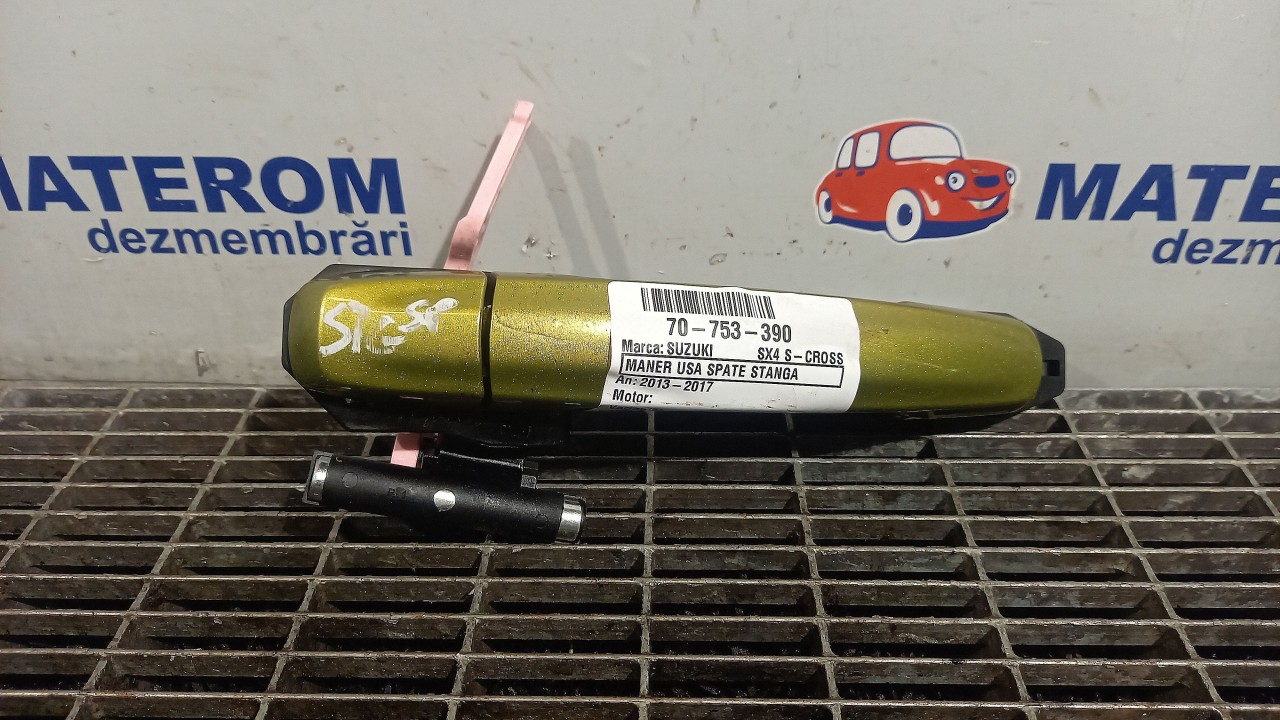 MATEROM
dezmembrări
MATE
dezm
70-753-390
Marca: SUZUKI SX4 S-CROSS
MANER USA SPATE STANGA
An: 2013-2017
Motor: